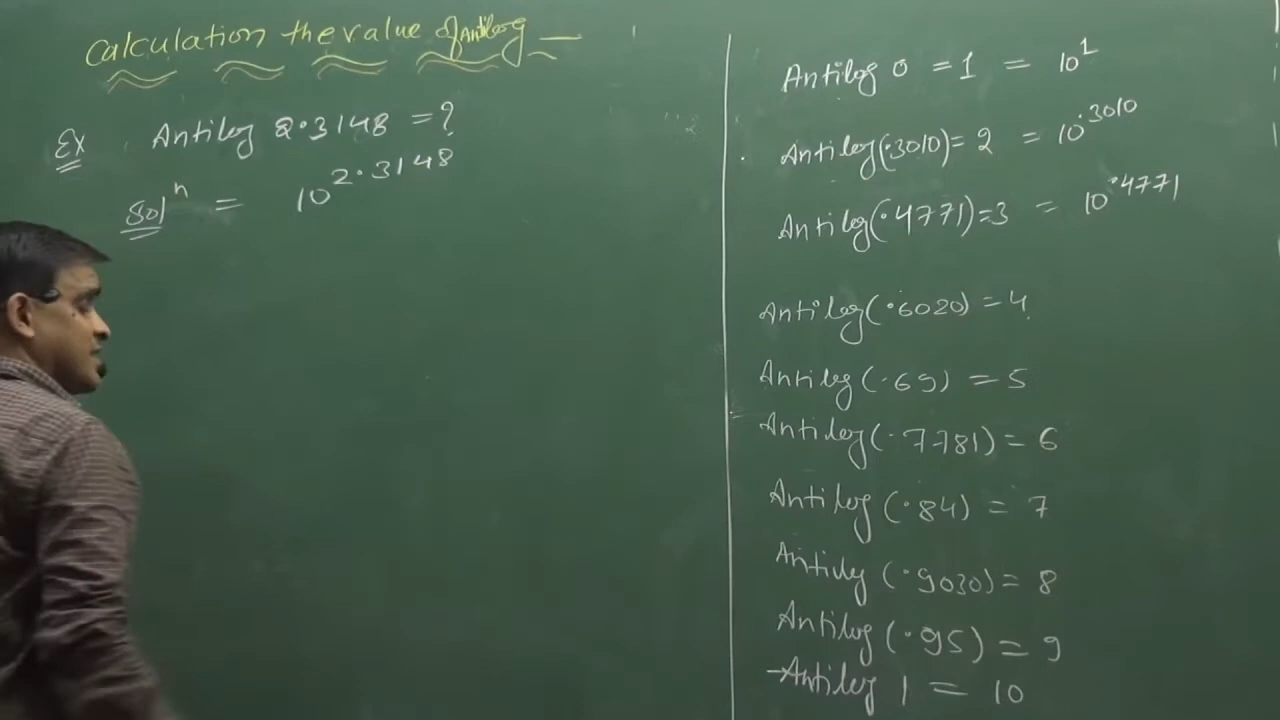 Calculation the value of Antilog
Ex Antilog 2.3148 = ?
Solⁿ = 10^2.3148
Antilog 0 = 1 = 10^1
Antilog(.3010) = 2 = 10^.3010
Antilog(.4771) = 3 = 10^.4771
Antilog(.6020) = 4
Antilog(.69) = 5
Antilog(.7781) = 6
Antilog(.84) = 7
Antilog(.9030) = 8
Antilog(.95) = 9
Antilog 1 = 10